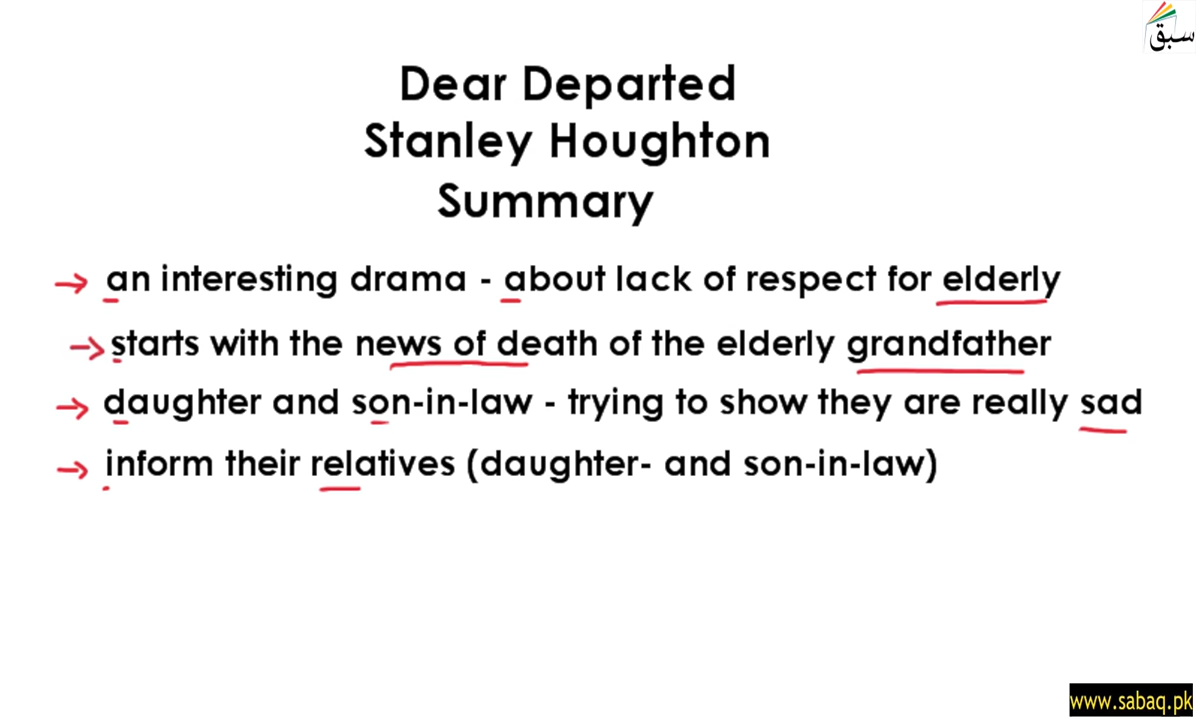 سبق
Dear Departed
Stanley Houghton
Summary
→ an interesting drama - about lack of respect for elderly
→ starts with the news of death of the elderly grandfather
→ daughter and son-in-law - trying to show they are really sad
→ inform their relatives (daughter- and son-in-law)
www.sabaq.pk